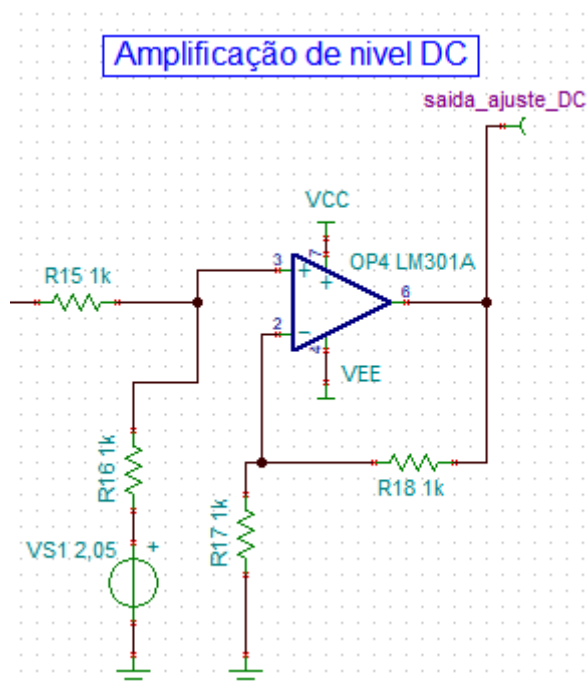 Amplificação de nivel DC
saida_ajuste_DC
VCC
7
OP4 LM301A
3
+
+
R15 1k
6
2
-
4
VEE
R16 1k
R18 1k
R17 1k
VS1 2,05
+